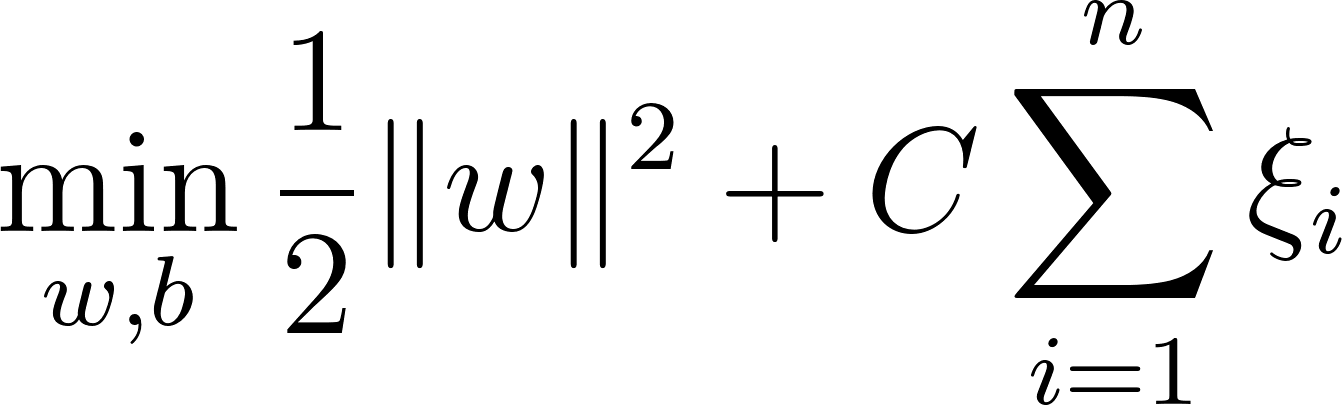 \min_{w,b} \frac{1}{2} \|w\|^2 + C \sum_{i=1}^{n} \xi_i